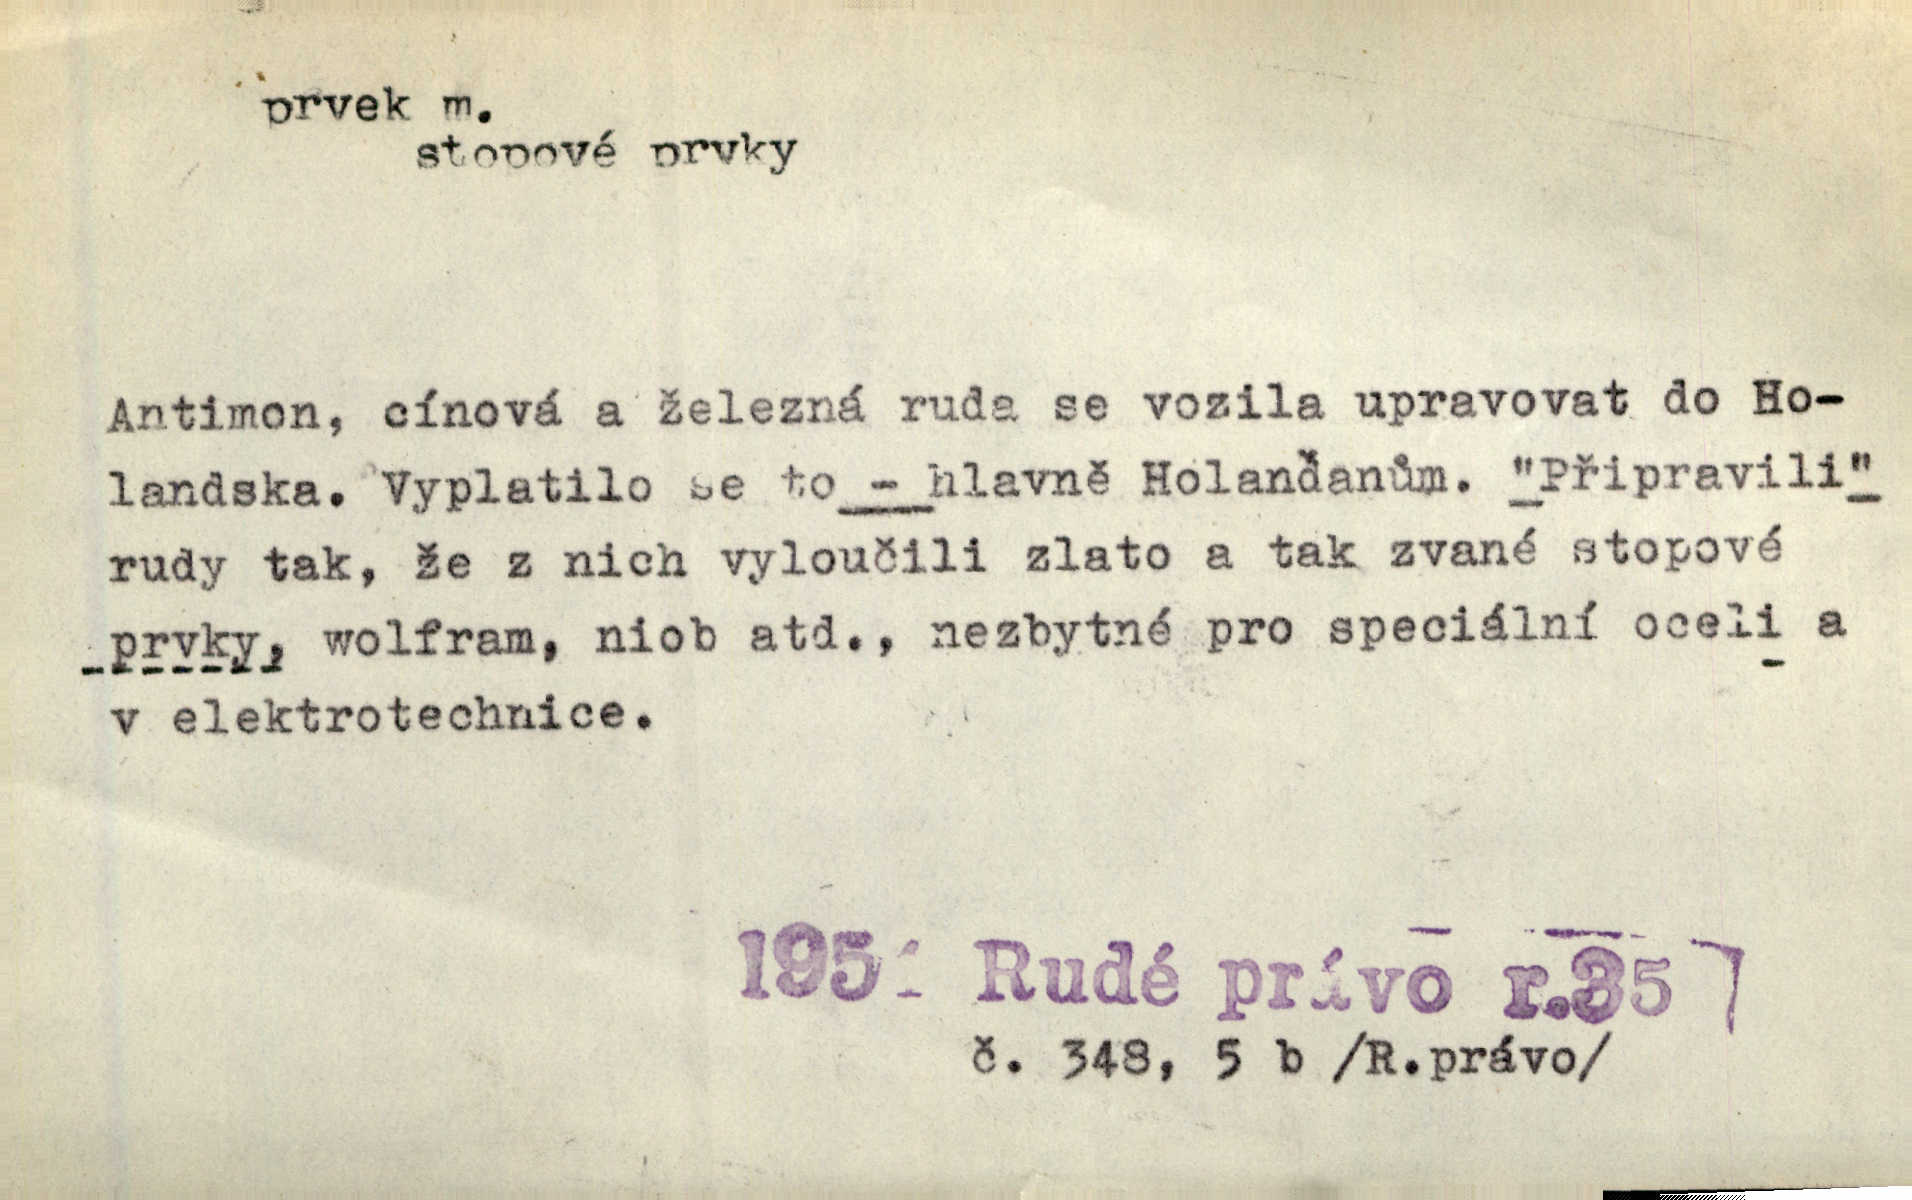 prvek m.
stopové prvky
Antimon, cínová a železná ruda se vozila upravovat do Ho-
landska. Vyplatilo se to - hlavně Holanďanům. "Připravili"
rudy tak, že z nich vyloučili zlato a tak zvané stopové
prvky, wolfram, niob atd., nezbytné pro speciální oceli a
v elektrotechnice.
Rudé právo r.35
č. 348, 5 b /R.právo/